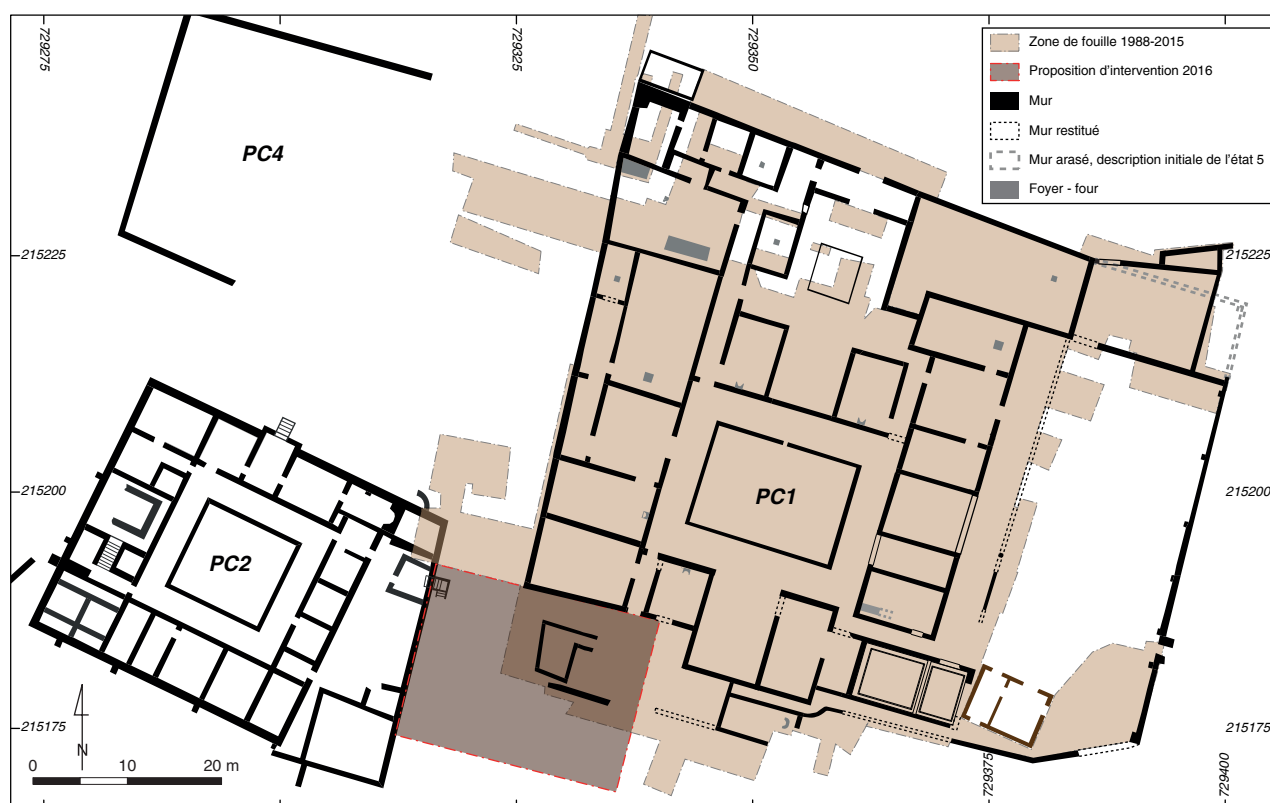 729275
729325
729350
Zone de fouille 1988-2015
Proposition d'intervention 2016
Mur
Mur restitué
Mur arasé, description initiale de l'état 5
Foyer - four
PC4
215225
215225
215200
215200
PC1
PC2
215175
215175
N
0 10 20 m
729375
729400